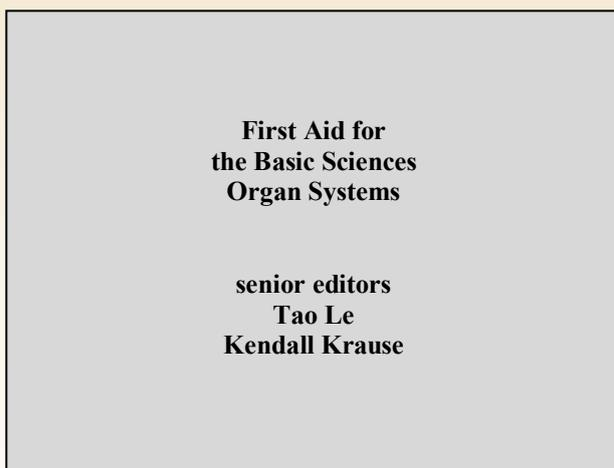 First Aid for
the Basic Sciences
Organ Systems
senior editors
Tao Le
Kendall Krause